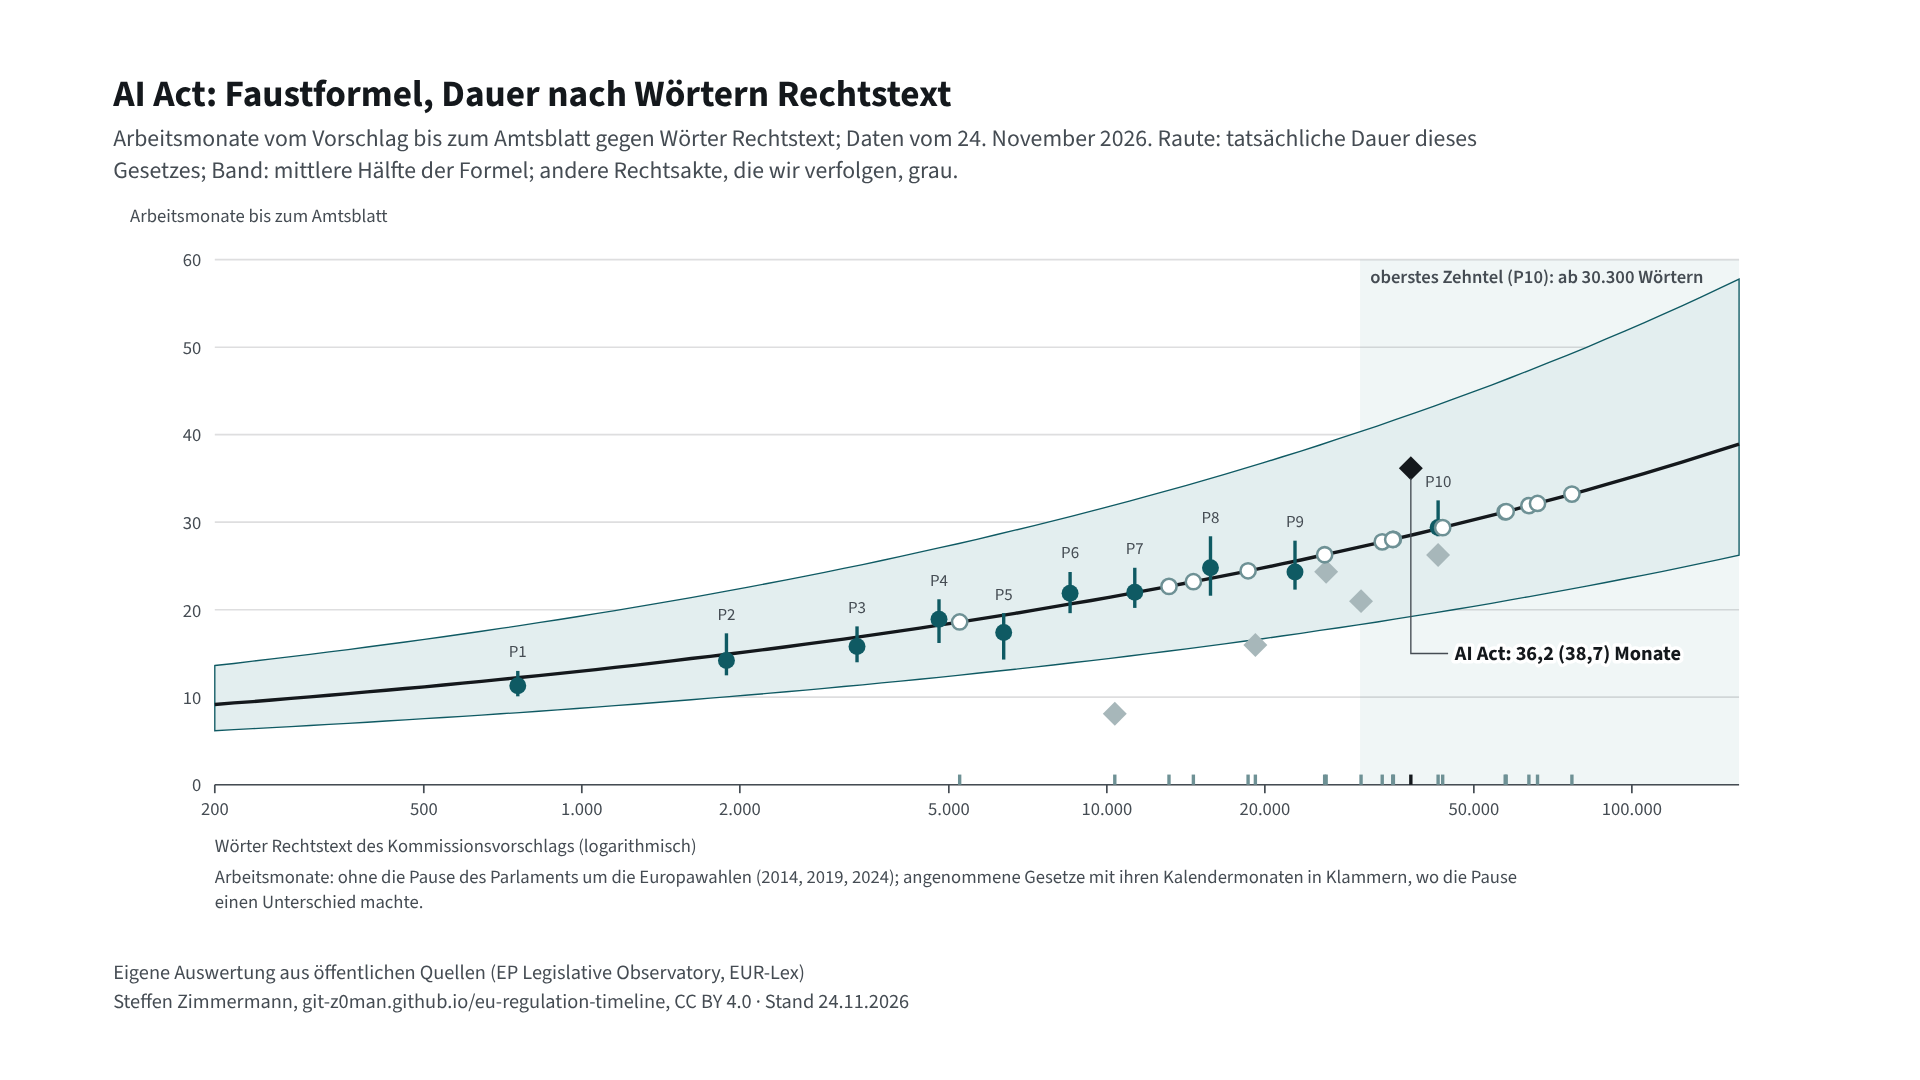 AI Act: Faustformel, Dauer nach Wörtern Rechtstext
Arbeitsmonate vom Vorschlag bis zum Amtsblatt gegen Wörter Rechtstext; Daten vom 24. November 2026. Raute: tatsächliche Dauer dieses
Gesetzes; Band: mittlere Hälfte der Formel; andere Rechtsakte, die wir verfolgen, grau.
Arbeitsmonate bis zum Amtsblatt
60
oberstes Zehntel (P10): ab 30.300 Wörtern
50
40
P10
P8
P9
30
P7
P6
P4
P5
P3
P2
20
P1
AI Act: 36,2 (38,7) Monate
10
0
200
500
1.000
2.000
5.000
10.000
20.000
50.000
100.000
Wörter Rechtstext des Kommissionsvorschlags (logarithmisch)
Arbeitsmonate: ohne die Pause des Parlaments um die Europawahlen (2014, 2019, 2024); angenommene Gesetze mit ihren Kalendermonaten in Klammern, wo die Pause
einen Unterschied machte.
Eigene Auswertung aus öffentlichen Quellen (EP Legislative Observatory, EUR-Lex)
Steffen Zimmermann, git-z0man.github.io/eu-regulation-timeline, CC BY 4.0 · Stand 24.11.2026